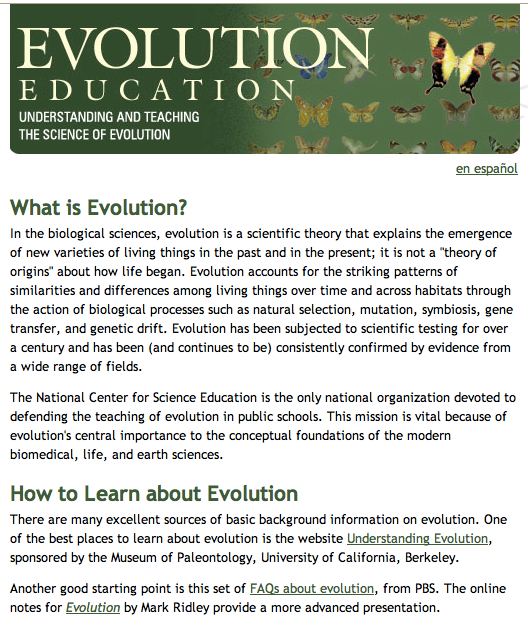 EVOLUTION
EDUCATION
UNDERSTANDING AND TEACHING
THE SCIENCE OF EVOLUTION
en español
What is Evolution?
In the biological sciences, evolution is a scientific theory that explains the emergence
of new varieties of living things in the past and in the present; it is not a "theory of
origins" about how life began. Evolution accounts for the striking patterns of
similarities and differences among living things over time and across habitats through
the action of biological processes such as natural selection, mutation, symbiosis, gene
transfer, and genetic drift. Evolution has been subjected to scientific testing for over
a century and has been (and continues to be) consistently confirmed by evidence from
a wide range of fields.
The National Center for Science Education is the only national organization devoted to
defending the teaching of evolution in public schools. This mission is vital because of
evolution's central importance to the conceptual foundations of the modern
biomedical, life, and earth sciences.
How to Learn about Evolution
There are many excellent sources of basic background information on evolution. One
of the best places to learn about evolution is the website Understanding Evolution,
sponsored by the Museum of Paleontology, University of California, Berkeley.
Another good starting point is this set of FAQs about evolution, from PBS. The online
notes for Evolution by Mark Ridley provide a more advanced presentation.